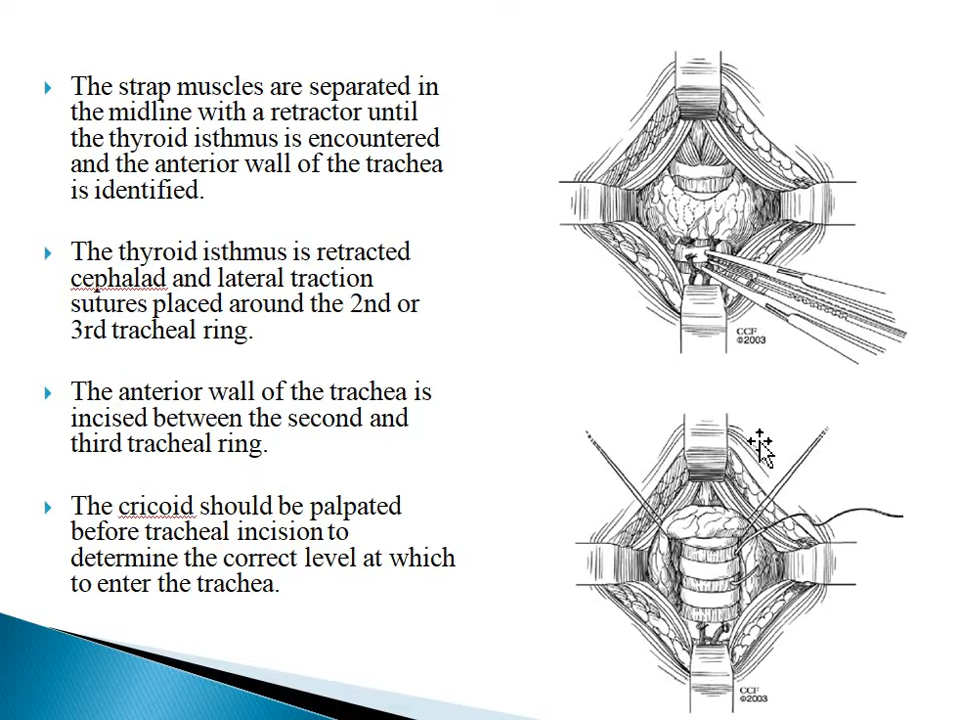 The strap muscles are separated in
the midline with a retractor until
the thyroid isthmus is encountered
and the anterior wall of the trachea
is identified.
The thyroid isthmus is retracted
cephalad and lateral traction
sutures placed around the 2nd or
3rd tracheal ring.
The anterior wall of the trachea is
incised between the second and
third tracheal ring.
The cricoid should be palpated
before tracheal incision to
determine the correct level at which
to enter the trachea.
CCF
©2003
CCF
©2003